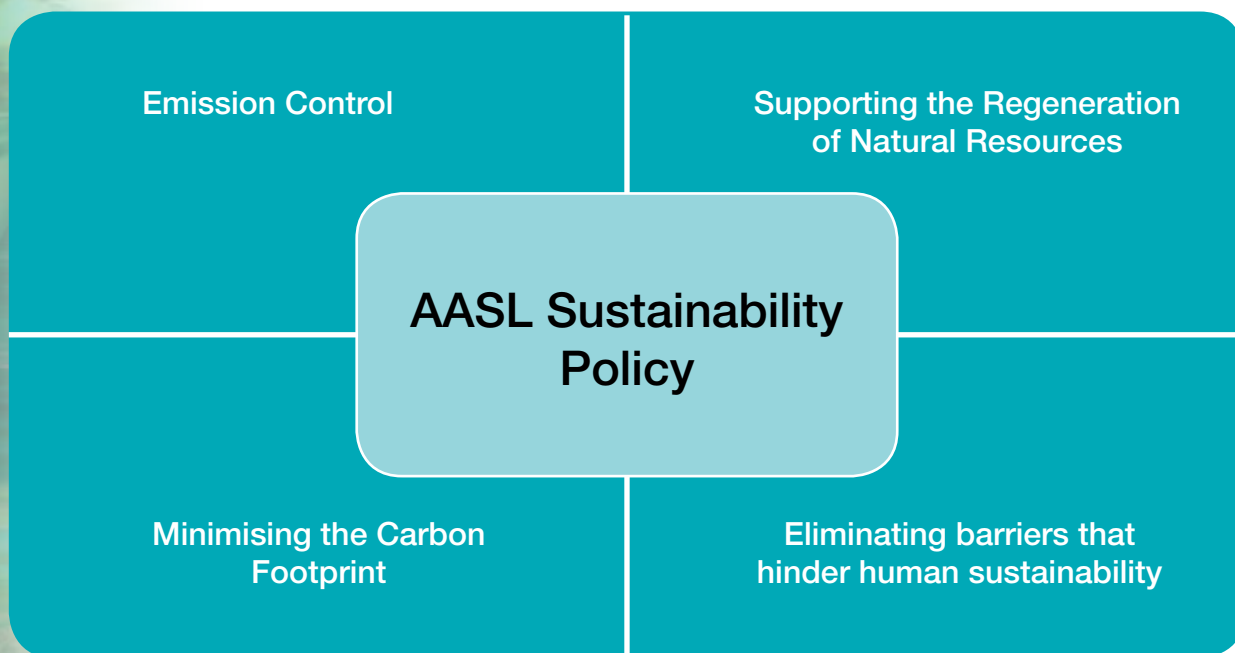 Emission Control
Supporting the Regeneration
of Natural Resources
AASL Sustainability
Policy
Minimising the Carbon
Footprint
Eliminating barriers that
hinder human sustainability